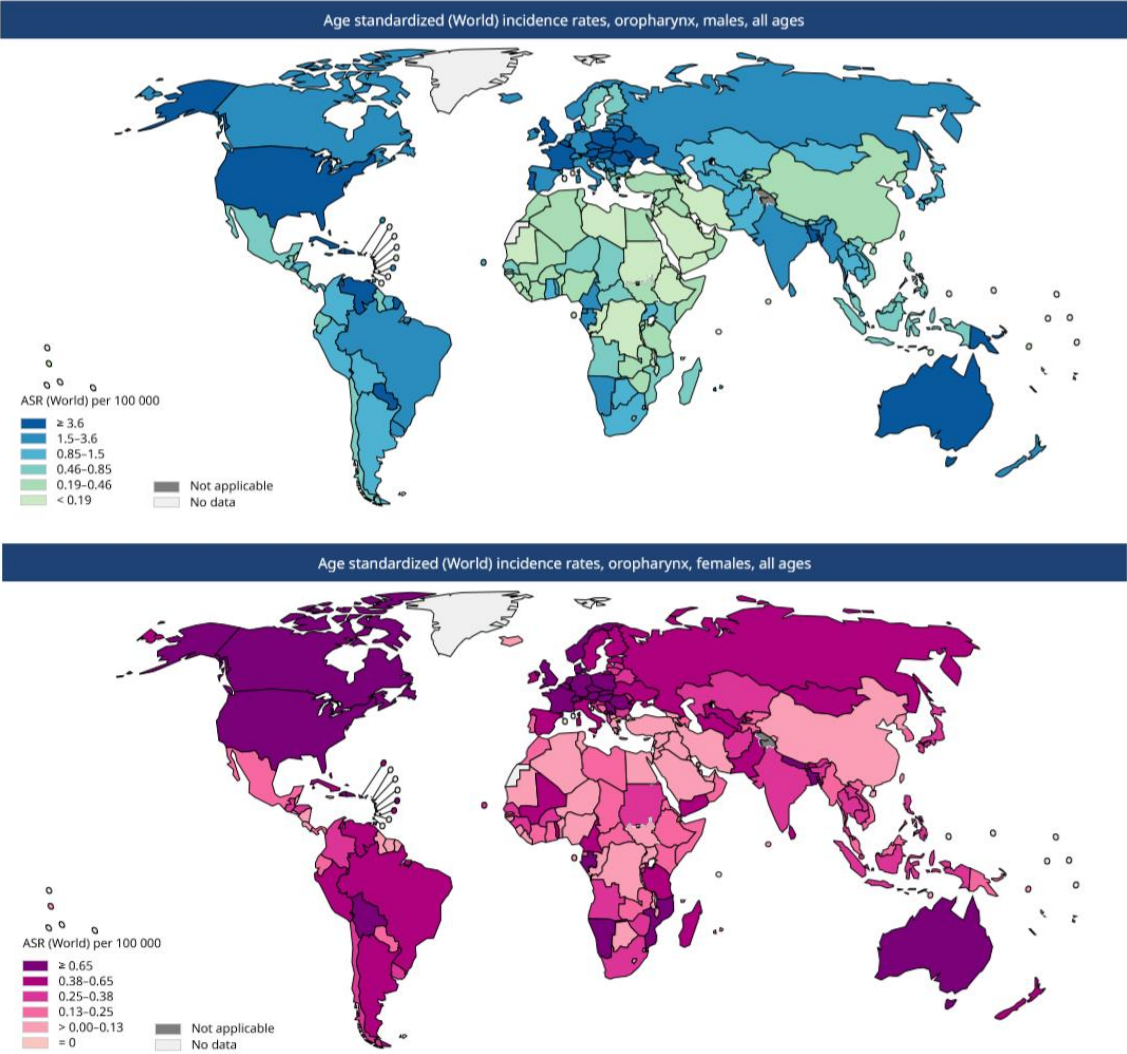 Age standardized (World) incidence rates, oropharynx, males, all ages
ASR (World) per 100 000
≥ 3.6
1.5–3.6
0.85–1.5
0.46–0.85
0.19–0.46
< 0.19
Not applicable
No data
Age standardized (World) incidence rates, oropharynx, females, all ages
ASR (World) per 100 000
≥ 0.65
0.38–0.65
0.25–0.38
0.13–0.25
> 0.00–0.13
= 0
Not applicable
No data